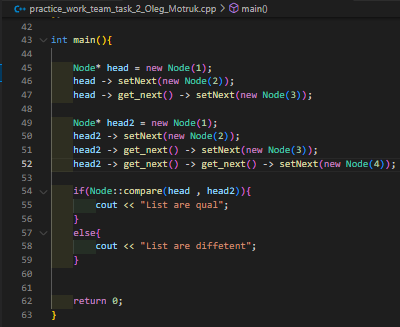 practice_work_team_task_2_Oleg_Motruk.cpp > main()
42
43 int main(){
44
45 Node* head = new Node(1);
46 head -> setNext(new Node(2));
47 head -> get_next() -> setNext(new Node(3));
48
49 Node* head2 = new Node(1);
50 head2 -> setNext(new Node(2));
51 head2 -> get_next() -> setNext(new Node(3));
52 head2 -> get_next() -> get_next() -> setNext(new Node(4));
53
54 if(Node::compare(head , head2)){
55 cout << "List are qual";
56 }
57 else{
58 cout << "List are diffetent";
59 }
60
61
62 return 0;
63 }